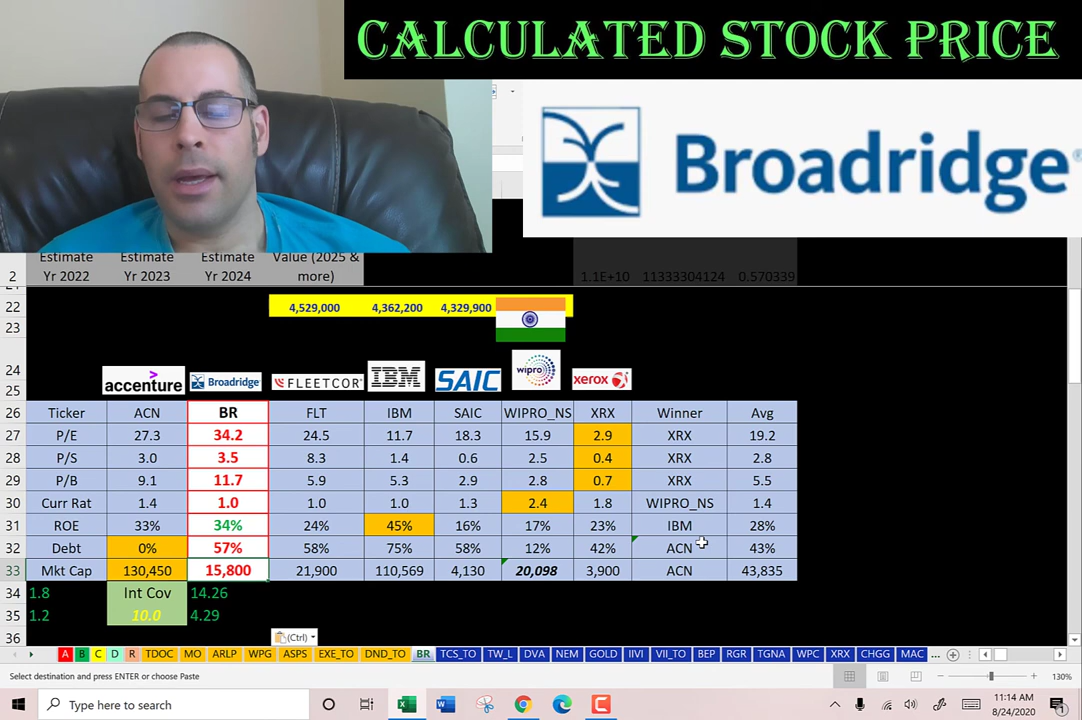 CALCULATED STOCK PRICE
Broadridge
Estimate Estimate Estimate Value (2025 &
2 Yr 2022 Yr 2023 Yr 2024 more) 1.1E+10 11333304124 0.570339
22 4,529,000 4,362,200 4,329,900
23
24 accenture Broadridge FLEETCOR IBM SAIC wipro xerox
25
26 Ticker ACN BR FLT IBM SAIC WIPRO_NS XRX Winner Avg
27 P/E 27.3 34.2 24.5 11.7 18.3 15.9 2.9 XRX 19.2
28 P/S 3.0 3.5 8.3 1.4 0.6 2.5 0.4 XRX 2.8
29 P/B 9.1 11.7 5.9 5.3 2.9 2.8 0.7 XRX 5.5
30 Curr Rat 1.4 1.0 1.0 1.0 1.3 2.4 1.8 WIPRO_NS 1.4
31 ROE 33% 34% 24% 45% 16% 17% 23% IBM 28%
32 Debt 0% 57% 58% 75% 58% 12% 42% ACN 43%
33 Mkt Cap 130,450 15,800 21,900 110,569 4,130 20,098 3,900 ACN 43,835
34 1.8 Int Cov 14.26
35 1.2 10.0 4.29
36 (Ctrl)
A B C D R TDOC MO ARLP WPG ASPS EXE_TO DND_TO BR TCS_TO TW_L DVA NEM GOLD IIVI VII_TO BEP RGR TGNA WPC XRX CHGG MAC ...
Select destination and press ENTER or choose Paste 130%
Type here to search
11:14 AM
8/24/2020